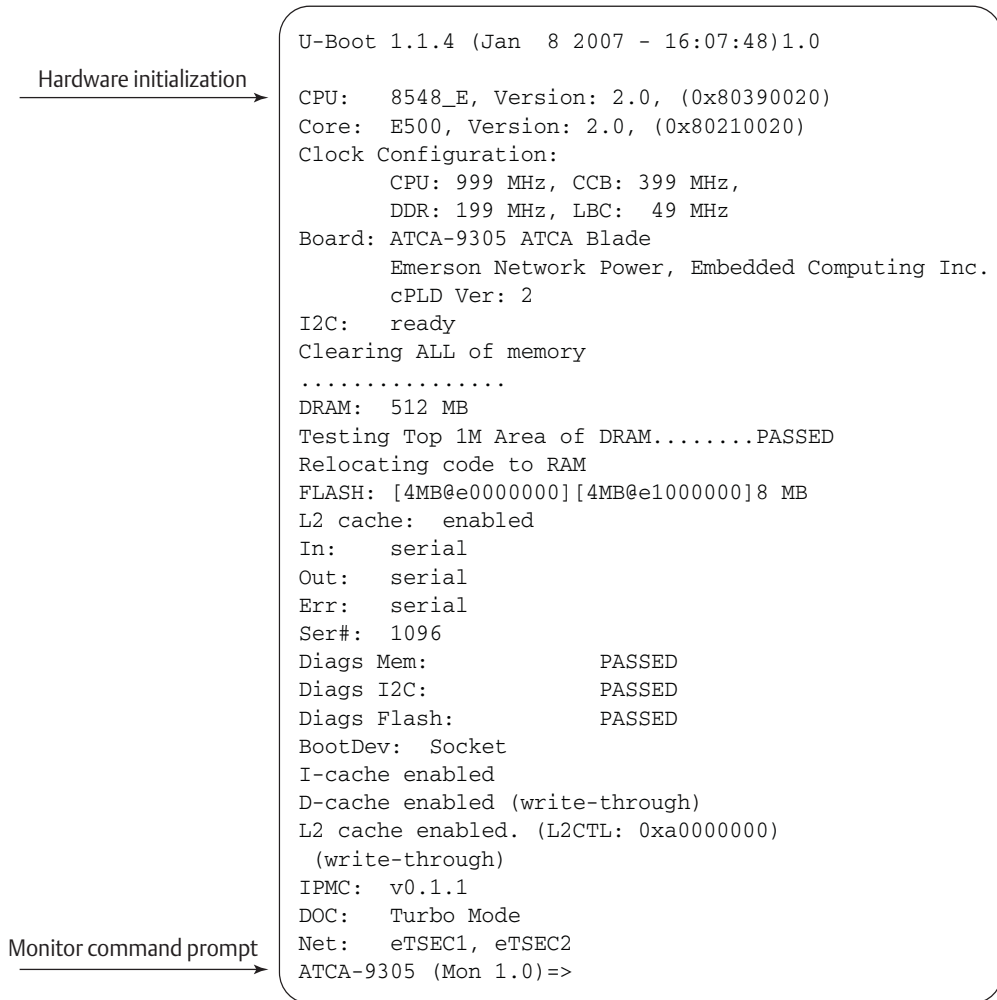 U-Boot 1.1.4 (Jan  8 2007 - 16:07:48)1.0
Hardware initialization
CPU:   8548_E, Version: 2.0, (0x80390020)
Core:  E500, Version: 2.0, (0x80210020)
Clock Configuration:
       CPU: 999 MHz, CCB: 399 MHz,
       DDR: 199 MHz, LBC:  49 MHz
Board: ATCA-9305 ATCA Blade
       Emerson Network Power, Embedded Computing Inc.
       cPLD Ver: 2
I2C:   ready
Clearing ALL of memory
................
DRAM:  512 MB
Testing Top 1M Area of DRAM........PASSED
Relocating code to RAM
FLASH: [4MB@e0000000][4MB@e1000000]8 MB
L2 cache:  enabled
In:    serial
Out:   serial
Err:   serial
Ser#:  1096
Diags Mem:             PASSED
Diags I2C:             PASSED
Diags Flash:           PASSED
BootDev:  Socket
I-cache enabled
D-cache enabled (write-through)
L2 cache enabled. (L2CTL: 0xa0000000)
 (write-through)
IPMC:  v0.1.1
DOC:   Turbo Mode
Net:   eTSEC1, eTSEC2
Monitor command prompt
ATCA-9305 (Mon 1.0)=>